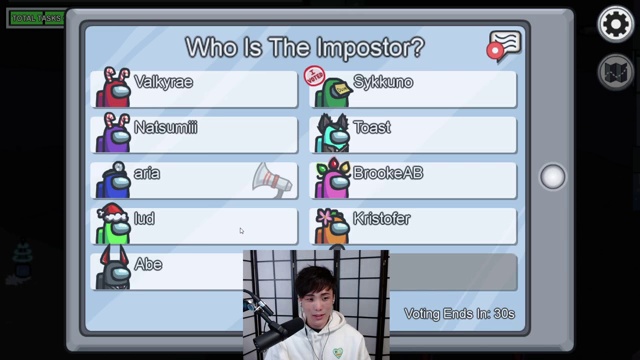 TOTAL TASKS
Who Is The Impostor?
Valkyrae
I VOTED
Sykkuno
Natsumiii
Toast
aria
BrookeAB
lud
Kristofer
Abe
Voting Ends In: 30s